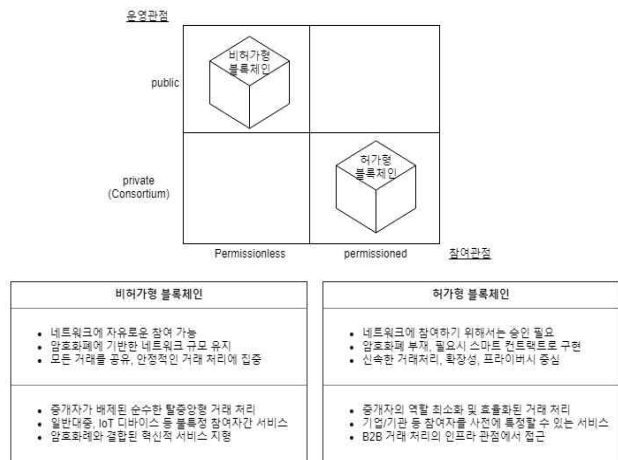 운영관점
비허가형
블록체인
public
허가형
블록체인
private
(Consortium)
Permissionless
permissioned
참여관점
비허가형 블록체인
네트워크에 자유로운 참여 가능
암호화폐에 기반한 네트워크 규모 유지
모든 거래를 공유, 안정적인 거래 처리에 집중
중개자가 배제된 순수한 탈중앙형 거래 처리
일반대중, IoT 디바이스 등 불특정 참여자간 서비스
암호화례와 결합된 혁신적 서비스 지형
허가형 블록체인
네트워크에 참여하기 위해서는 승인 필요
암호화폐 부재, 필요시 스마트 컨트랙트로 구현
신속한 거래처리, 확장성, 프라이버시 중심
중개자의 역할 최소화 및 효율화된 거래 처리
기업/기관 등 참여자를 사전에 특정할 수 있는 서비스
B2B 거래 처리의 인프라 관점에서 접근